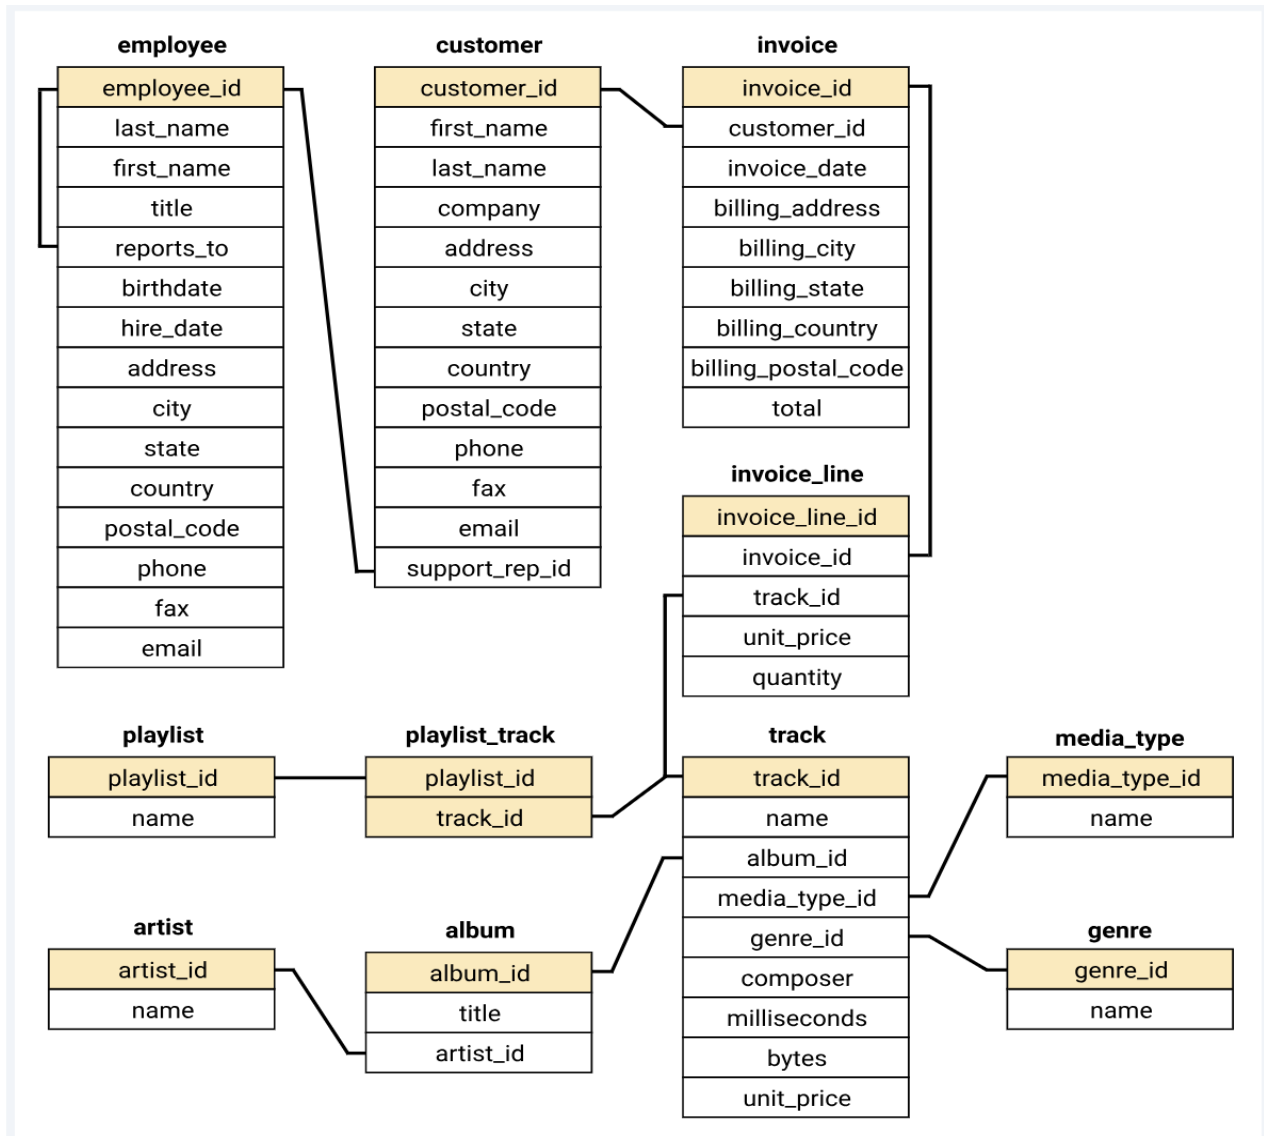 employee
employee_id
last_name
first_name
title
reports_to
birthdate
hire_date
address
city
state
country
postal_code
phone
fax
email
customer
customer_id
first_name
last_name
company
address
city
state
country
postal_code
phone
fax
email
support_rep_id
invoice
invoice_id
customer_id
invoice_date
billing_address
billing_city
billing_state
billing_country
billing_postal_code
total
invoice_line
invoice_line_id
invoice_id
track_id
unit_price
quantity
playlist
playlist_id
name
playlist_track
playlist_id
track_id
track
track_id
name
album_id
media_type_id
genre_id
composer
milliseconds
bytes
unit_price
media_type
media_type_id
name
artist
artist_id
name
album
album_id
title
artist_id
genre
genre_id
name